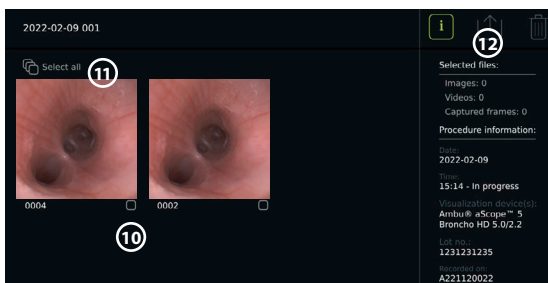 2022-02-09 001
i
12
Select all
11
0004
0002
10
Selected files:
Images: 0
Videos: 0
Captured frames: 0
Procedure information:
Date:
2022-02-09
Time:
15:14 - In progress
Visualization device(s):
Ambu® aScope™ 5
Broncho HD 5.0/2.2
Lot no.:
1231231235
Recorded on:
A221120022